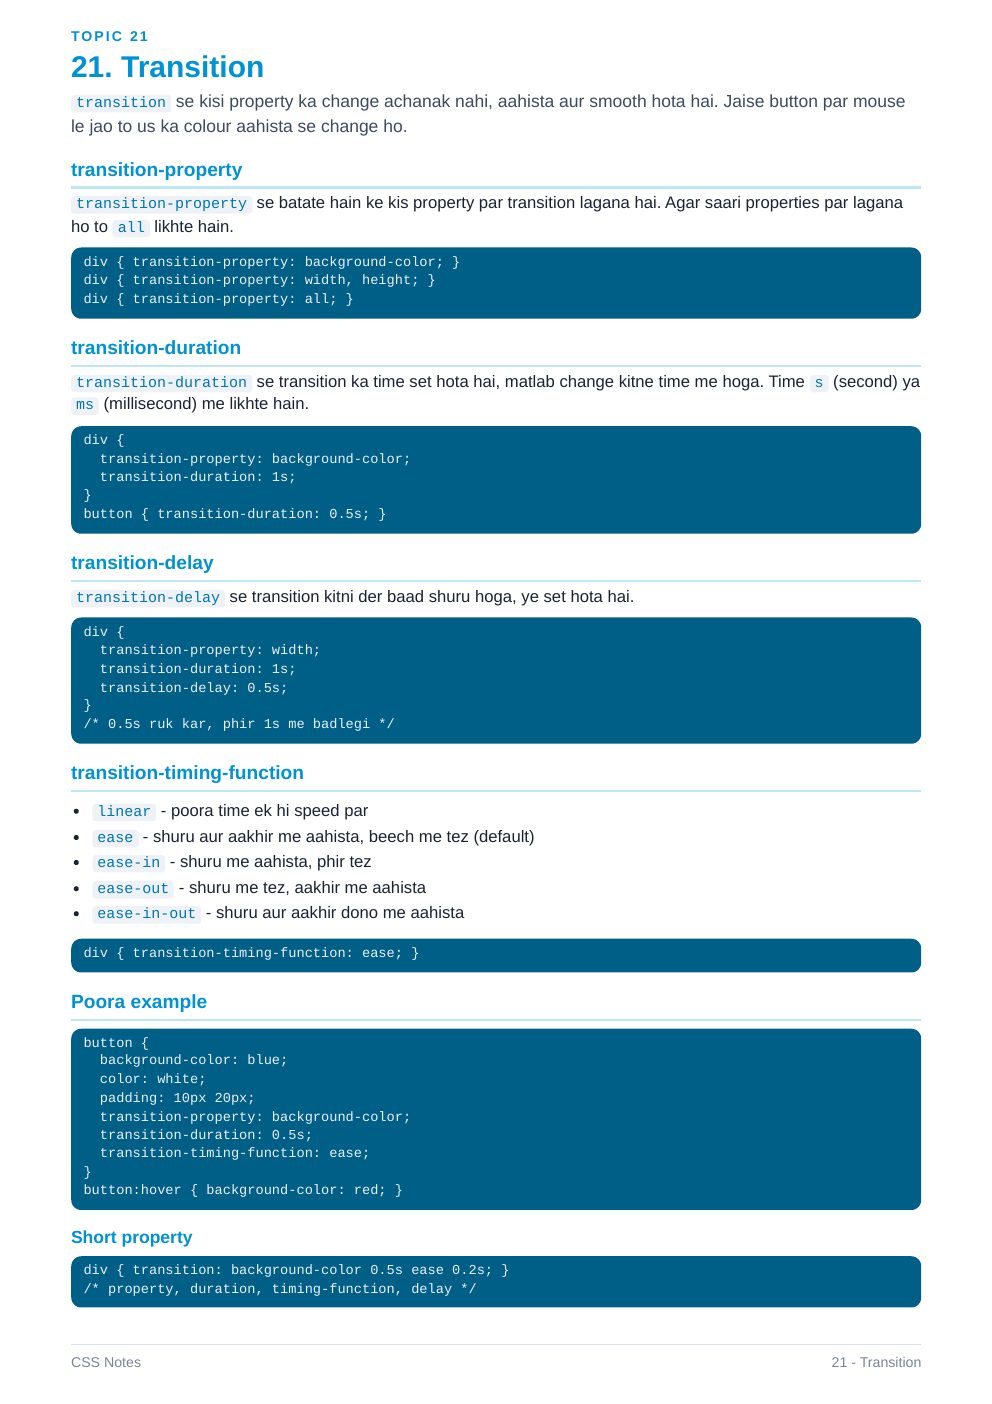 TOPIC 21
21. Transition
transition se kisi property ka change achanak nahi, aahista aur smooth hota hai. Jaise button par mouse
le jao to us ka colour aahista se change ho.
transition-property
transition-property se batate hain ke kis property par transition lagana hai. Agar saari properties par lagana
ho to all likhte hain.
div { transition-property: background-color; }
div { transition-property: width, height; }
div { transition-property: all; }
transition-duration
transition-duration se transition ka time set hota hai, matlab change kitne time me hoga. Time s (second) ya
ms (millisecond) me likhte hain.
div {
  transition-property: background-color;
  transition-duration: 1s;
}
button { transition-duration: 0.5s; }
transition-delay
transition-delay se transition kitni der baad shuru hoga, ye set hota hai.
div {
  transition-property: width;
  transition-duration: 1s;
  transition-delay: 0.5s;
}
/* 0.5s ruk kar, phir 1s me badlegi */
transition-timing-function
• linear - poora time ek hi speed par
• ease - shuru aur aakhir me aahista, beech me tez (default)
• ease-in - shuru me aahista, phir tez
• ease-out - shuru me tez, aakhir me aahista
• ease-in-out - shuru aur aakhir dono me aahista
div { transition-timing-function: ease; }
Poora example
button {
  background-color: blue;
  color: white;
  padding: 10px 20px;
  transition-property: background-color;
  transition-duration: 0.5s;
  transition-timing-function: ease;
}
button:hover { background-color: red; }
Short property
div { transition: background-color 0.5s ease 0.2s; }
/* property, duration, timing-function, delay */
CSS Notes
21 - Transition